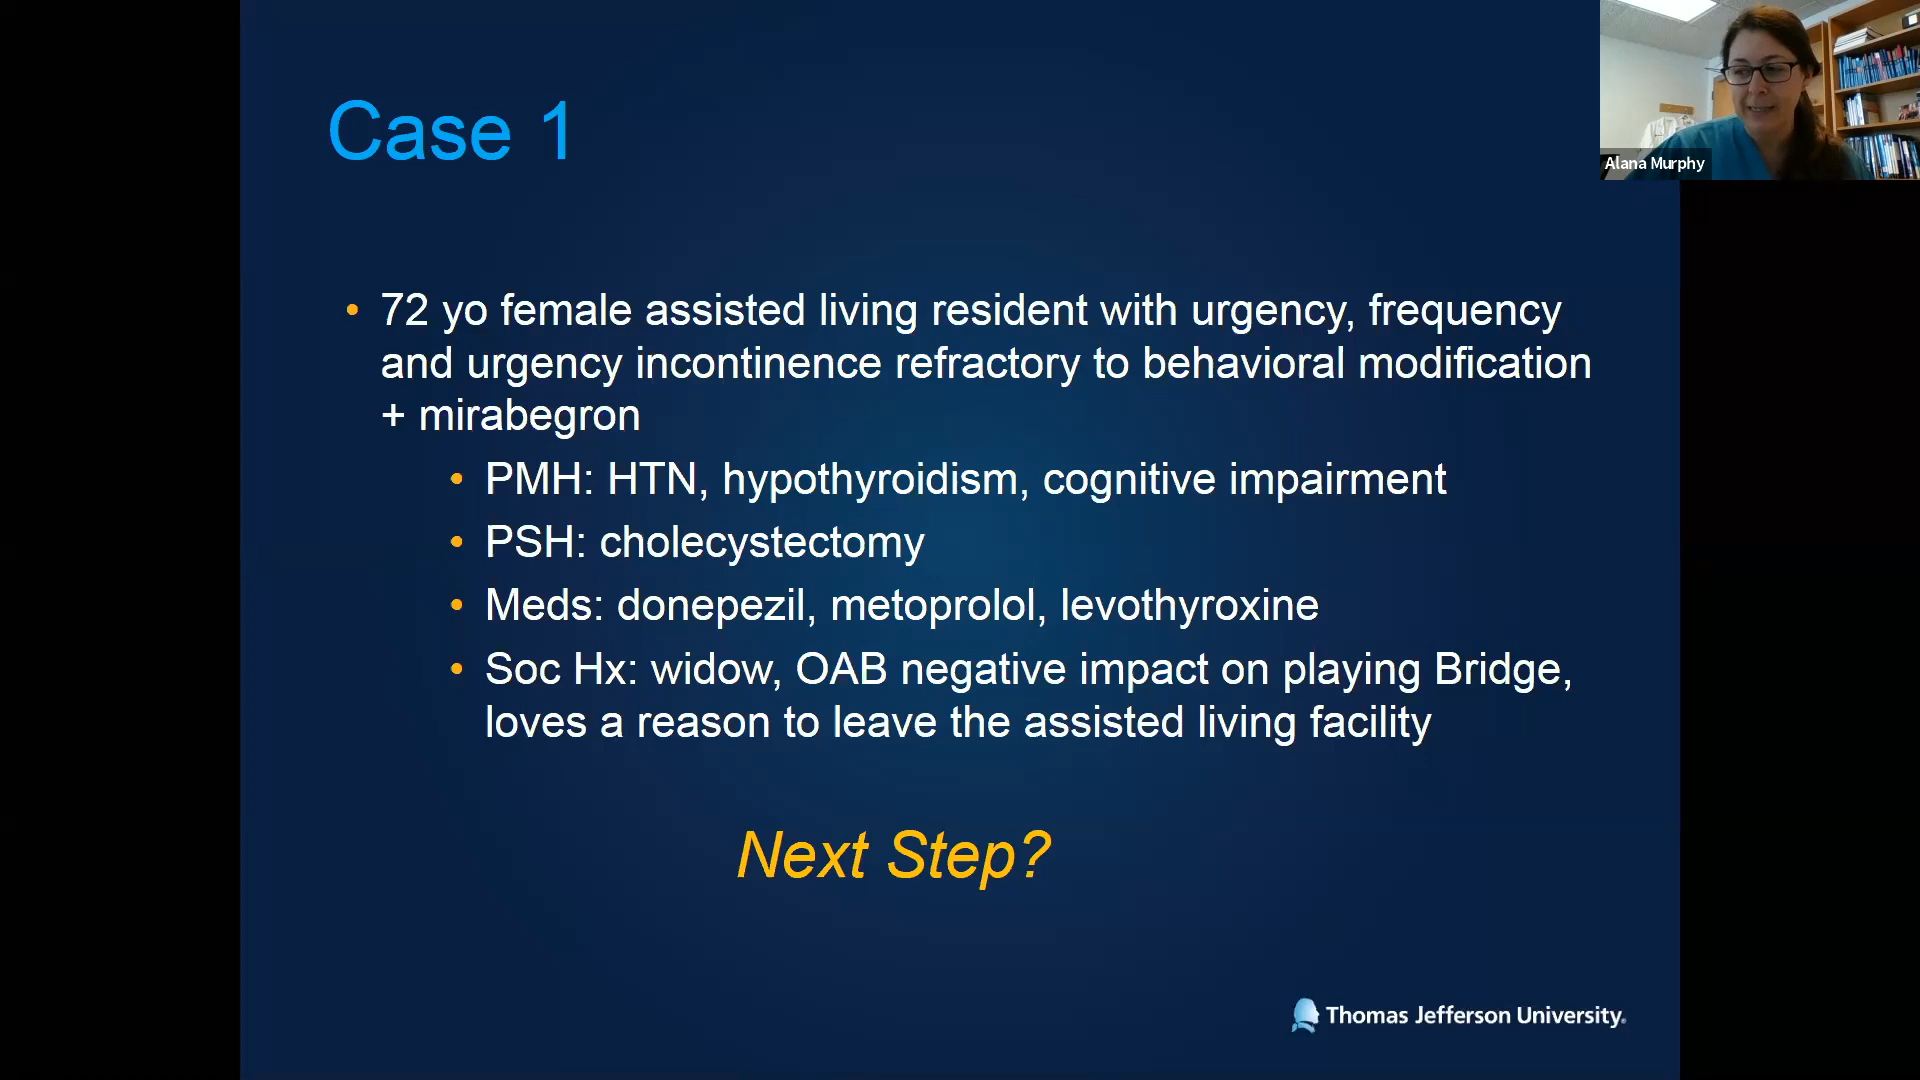 Case 1
Alana Murphy
• 72 yo female assisted living resident with urgency, frequency
and urgency incontinence refractory to behavioral modification
+ mirabegron
• PMH: HTN, hypothyroidism, cognitive impairment
• PSH: cholecystectomy
• Meds: donepezil, metoprolol, levothyroxine
• Soc Hx: widow, OAB negative impact on playing Bridge,
loves a reason to leave the assisted living facility
Next Step?
Thomas Jefferson University®